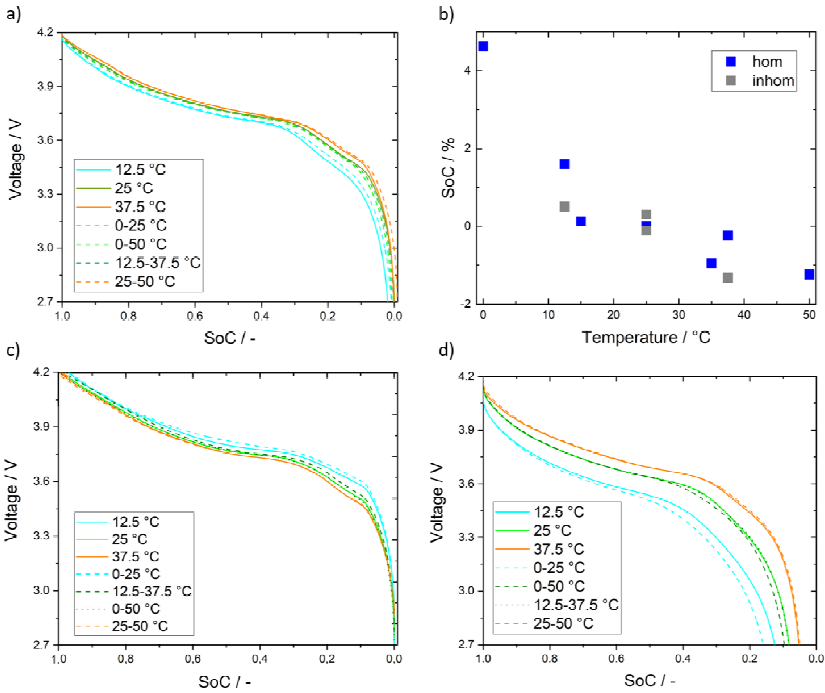 a)
4.2
3.9
3.6
3.3
3.0
2.7
Voltage / V
12.5 °C
25 °C
37.5 °C
0-25 °C
0-50 °C
12.5-37.5 °C
25-50 °C
1.0 0.8 0.6 0.4 0.2 0.0
SoC / -
b)
4
2
0
-2
SoC / %
hom
inhom
0 10 20 30 40 50
Temperature / °C
c)
4.2
3.9
3.6
3.3
3.0
2.7
Voltage / V
12.5 °C
25 °C
37.5 °C
0-25 °C
12.5-37.5 °C
0-50 °C
25-50 °C
1.0 0.8 0.6 0,4 0.2 0.0
SoC / -
d)
4.2
3.9
3.6
3.3
3.0
2.7
Voltage / V
12.5 °C
25 °C
37.5 °C
0-25 °C
0-50 °C
12.5-37.5 °C
25-50 °C
1.0 0.8 0.6 0.4 0.2 0.0
SoC / -